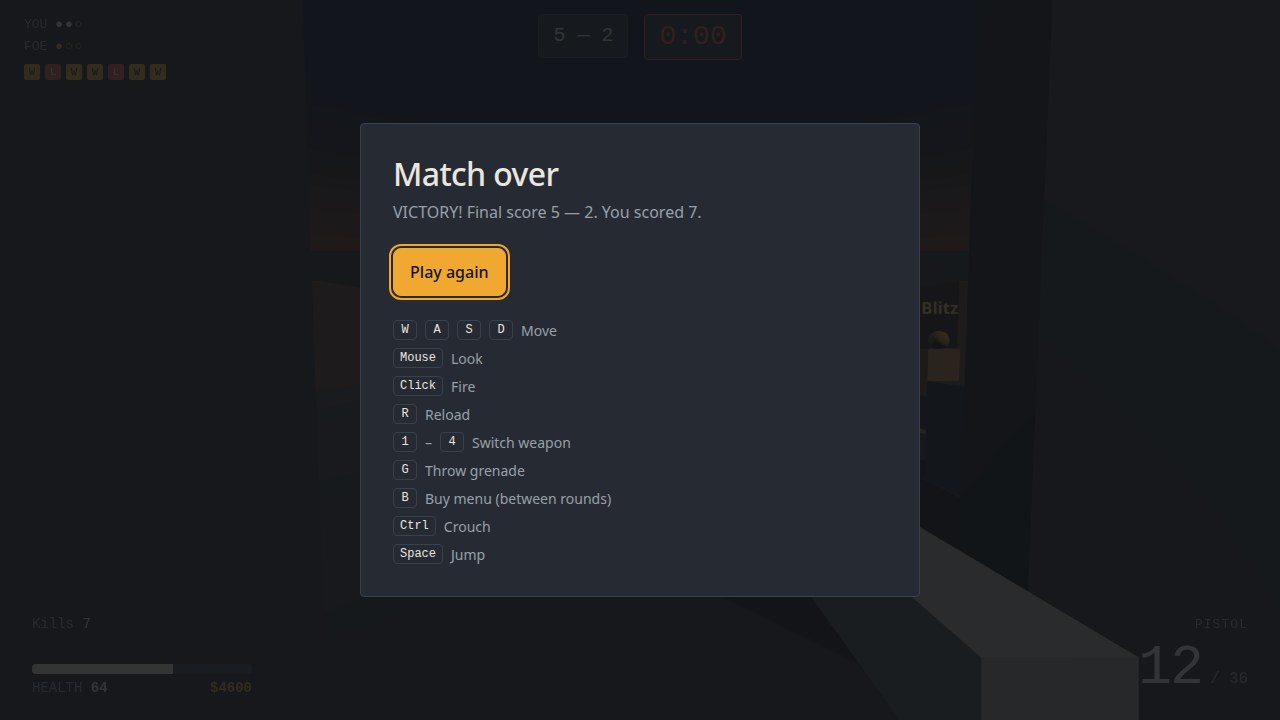 YOU
FOE
W L W W L W W
5 — 2
0:00
Match over
VICTORY! Final score 5 — 2. You scored 7.
Play again
W A S D Move
Mouse Look
Click Fire
R Reload
1 – 4 Switch weapon
G Throw grenade
B Buy menu (between rounds)
Ctrl Crouch
Space Jump
Blitz
Kills 7
HEALTH 64 $4600
PISTOL
12 / 36